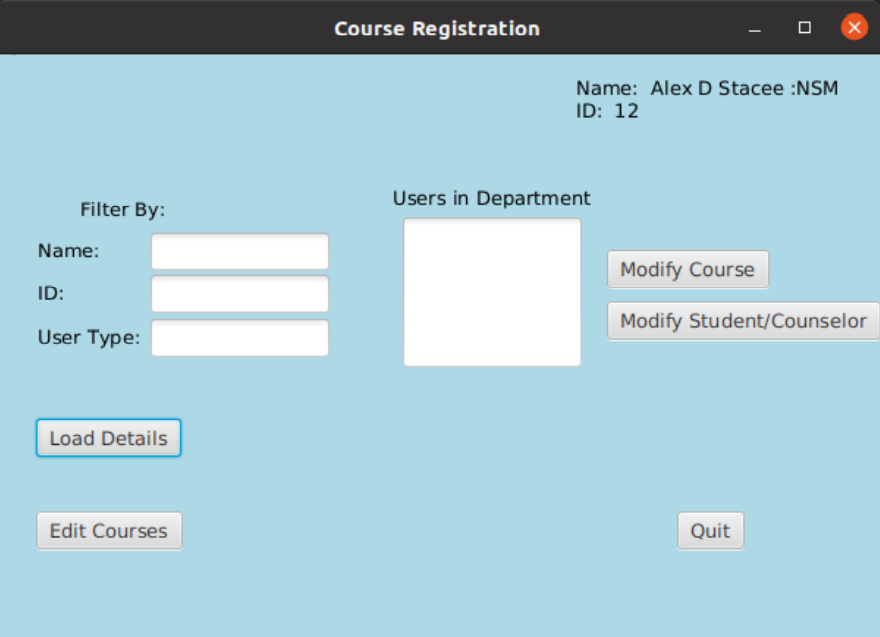 Course Registration
Name:  Alex D Stacee :NSM
ID:  12
Filter By:
Name:
ID:
User Type:
Users in Department
Modify Course
Modify Student/Counselor
Load Details
Edit Courses
Quit